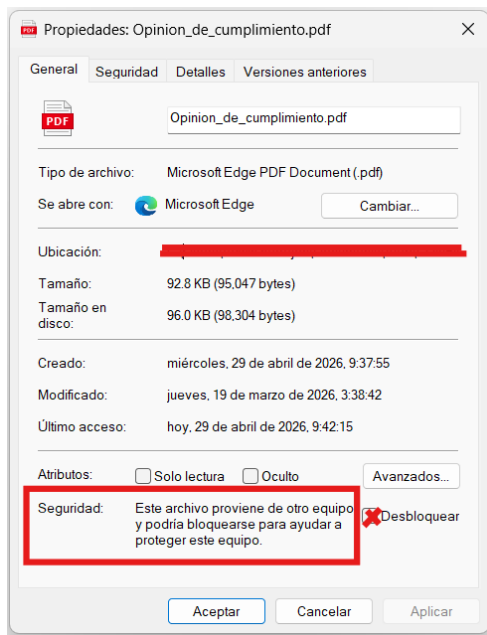 Propiedades: Opinion_de_cumplimiento.pdf
General Seguridad Detalles Versiones anteriores
PDF
Opinion_de_cumplimiento.pdf
Tipo de archivo: Microsoft Edge PDF Document (.pdf)
Se abre con: Microsoft Edge Cambiar...
Ubicación:
Tamaño: 92.8 KB (95,047 bytes)
Tamaño en disco: 96.0 KB (98,304 bytes)
Creado: miércoles, 29 de abril de 2026, 9:37:55
Modificado: jueves, 19 de marzo de 2026, 3:38:42
Último acceso: hoy, 29 de abril de 2026, 9:42:15
Atributos: Solo lectura Oculto Avanzados...
Seguridad: Este archivo proviene de otro equipo
y podría bloquearse para ayudar a
proteger este equipo.
Desbloquear
Aceptar Cancelar Aplicar